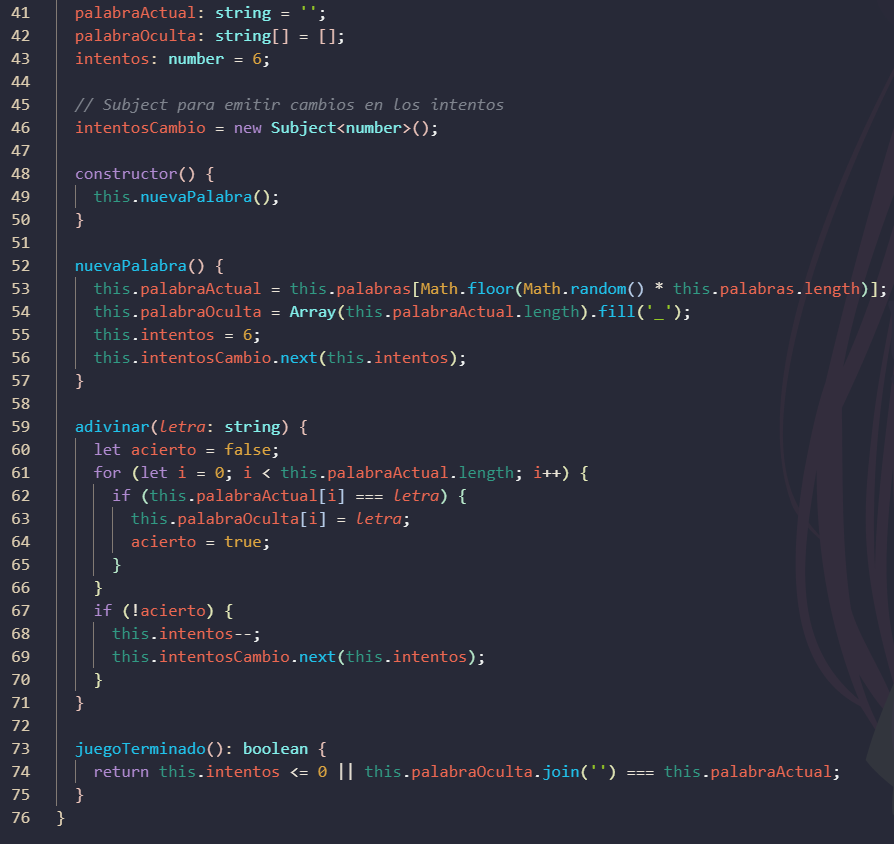 41 palabraActual: string = '';
42 palabraOculta: string[] = [];
43 intentos: number = 6;
44
45 // Subject para emitir cambios en los intentos
46 intentosCambio = new Subject<number>();
47
48 constructor() {
49 this.nuevaPalabra();
50 }
51
52 nuevaPalabra() {
53 this.palabraActual = this.palabras[Math.floor(Math.random() * this.palabras.length)];
54 this.palabraOculta = Array(this.palabraActual.length).fill('_');
55 this.intentos = 6;
56 this.intentosCambio.next(this.intentos);
57 }
58
59 adivinar(letra: string) {
60 let acierto = false;
61 for (let i = 0; i < this.palabraActual.length; i++) {
62 if (this.palabraActual[i] === letra) {
63 this.palabraOculta[i] = letra;
64 acierto = true;
65 }
66 }
67 if (!acierto) {
68 this.intentos--;
69 this.intentosCambio.next(this.intentos);
70 }
71 }
72
73 juegoTerminado(): boolean {
74 return this.intentos <= 0 || this.palabraOculta.join('') === this.palabraActual;
75 }
76 }